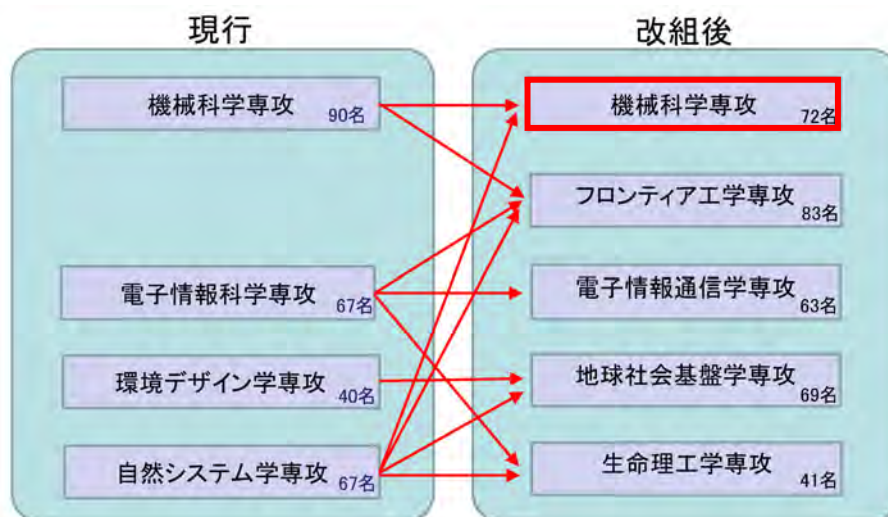 現行
機械科学専攻
90名
電子情報科学専攻
67名
環境デザイン学専攻
40名
自然システム学専攻
67名
改組後
機械科学専攻
72名
フロンティア工学専攻
83名
電子情報通信学専攻
63名
地球社会基盤学専攻
69名
生命理工学専攻
41名